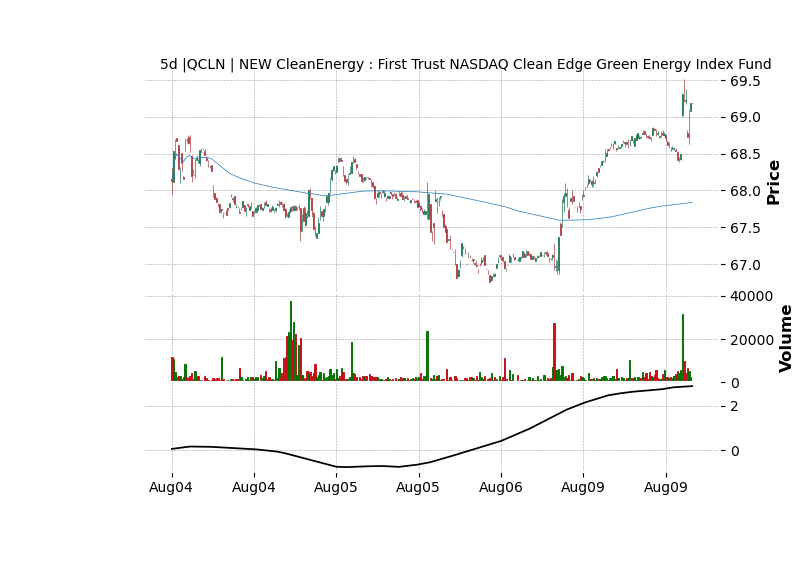 5d |QCLN | NEW CleanEnergy : First Trust NASDAQ Clean Edge Green Energy Index Fund
69.5
69.0
68.5
68.0
67.5
67.0
Price
40000
20000
0
Volume
2
0
Aug04 Aug04 Aug05 Aug05 Aug06 Aug09 Aug09